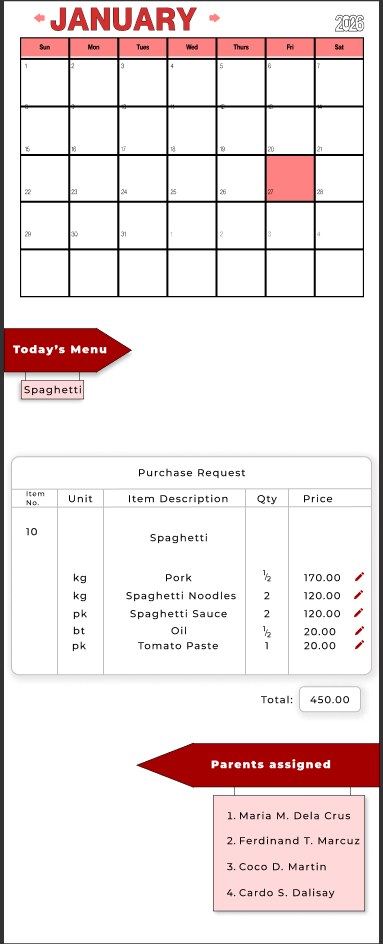 JANUARY 2026
Sun Mon Tues Wed Thurs Fri Sat
1 2 3 4 5 6 7
8 9 10 11 12 13 14
15 16 17 18 19 20 21
22 23 24 25 26 27 28
29 30 31 1 2 3 4
Today's Menu
Spaghetti
Purchase Request
Item No. Unit Item Description Qty Price
10 Spaghetti
kg Pork ½ 170.00
kg Spaghetti Noodles 2 120.00
pk Spaghetti Sauce 2 120.00
bt Oil ½ 20.00
pk Tomato Paste 1 20.00
Total: 450.00
Parents assigned
1. Maria M. Dela Crus
2. Ferdinand T. Marcuz
3. Coco D. Martin
4. Cardo S. Dalisay